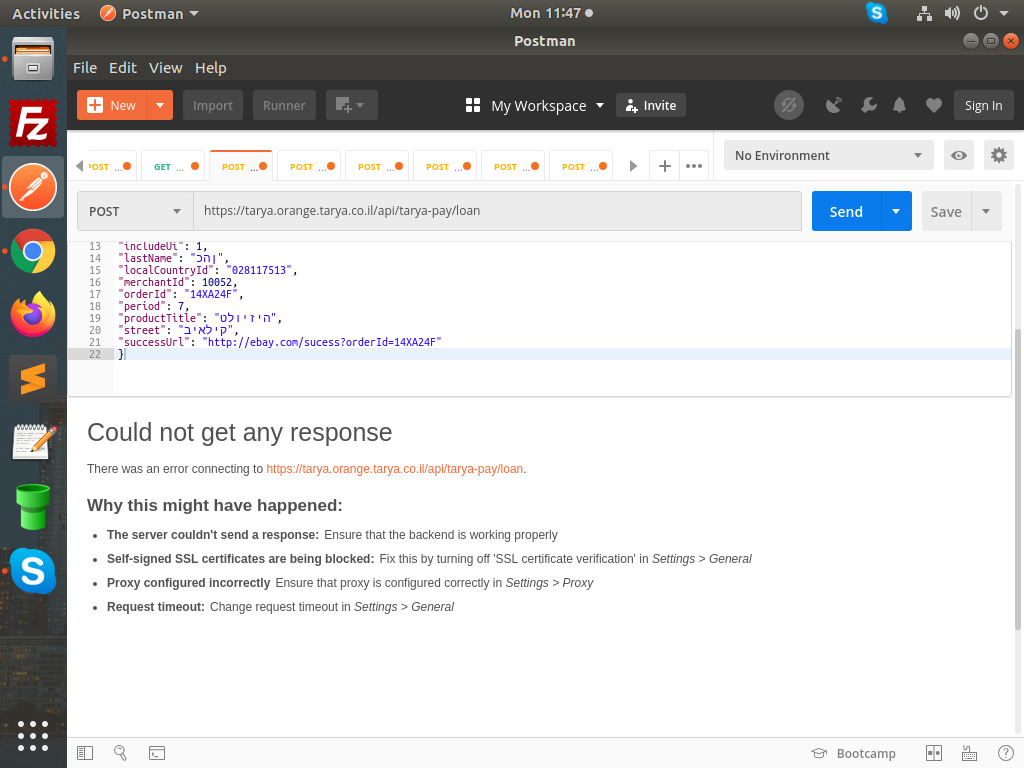 Activities Postman Mon 11:47
Postman
File Edit View Help
New Import Runner My Workspace Invite Sign In
POST ... GET ... POST ... POST ... POST ... POST ... POST ... POST ... No Environment
POST https://tarya.orange.tarya.co.il/api/tarya-pay/loan Send Save
13 "includeUi": 1,
14 "lastName": "כהן",
15 "localCountryId": "028117513",
16 "merchantId": 10052,
17 "orderId": "14XA24F",
18 "period": 7,
19 "productTitle": "טלויזיה",
20 "street": "ביאליק",
21 "successUrl": "http://ebay.com/sucess?orderId=14XA24F"
22 }
Could not get any response
There was an error connecting to https://tarya.orange.tarya.co.il/api/tarya-pay/loan.
Why this might have happened:
• The server couldn't send a response: Ensure that the backend is working properly
• Self-signed SSL certificates are being blocked: Fix this by turning off 'SSL certificate verification' in Settings > General
• Proxy configured incorrectly Ensure that proxy is configured correctly in Settings > Proxy
• Request timeout: Change request timeout in Settings > General
Bootcamp